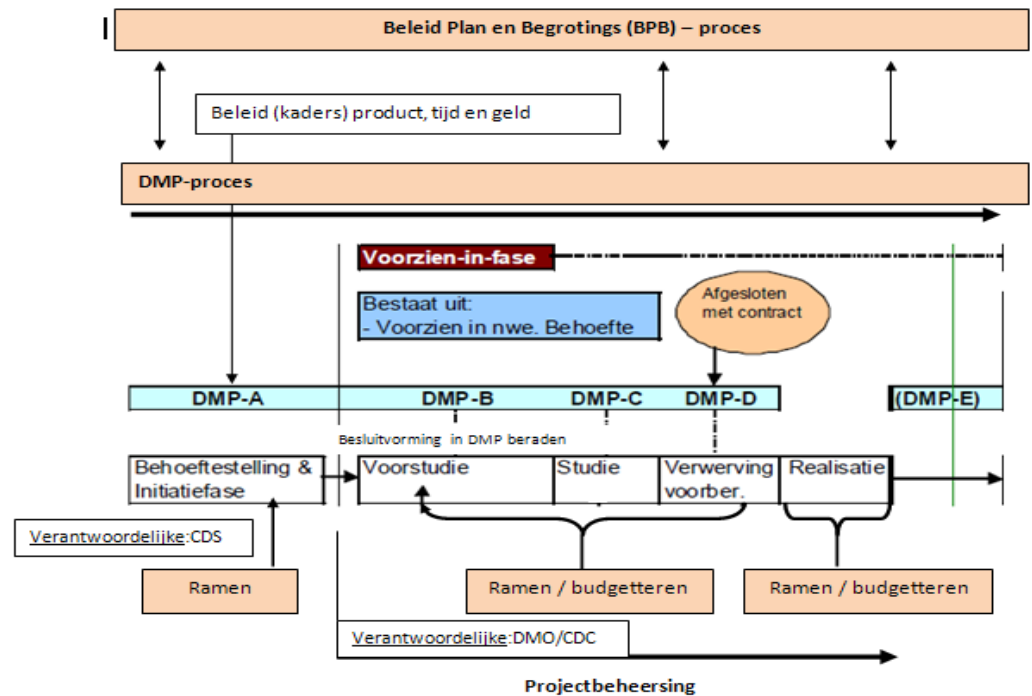 Beleid Plan en Begrotings (BPB) – proces
Beleid (kaders) product, tijd en geld
DMP-proces
Voorzien-in-fase
Bestaat uit:
- Voorzien in nwe. Behoefte
Afgesloten
met contract
DMP-A
DMP-B
DMP-C
DMP-D
(DMP-E)
Besluitvorming in DMP beraden
Behoeftestelling &
Initiatiefase
Voorstudie
Studie
Verwerving
voorber.
Realisatie
Verantwoordelijke:CDS
Ramen
Ramen / budgetteren
Ramen / budgetteren
Verantwoordelijke:DMO/CDC
Projectbeheersing